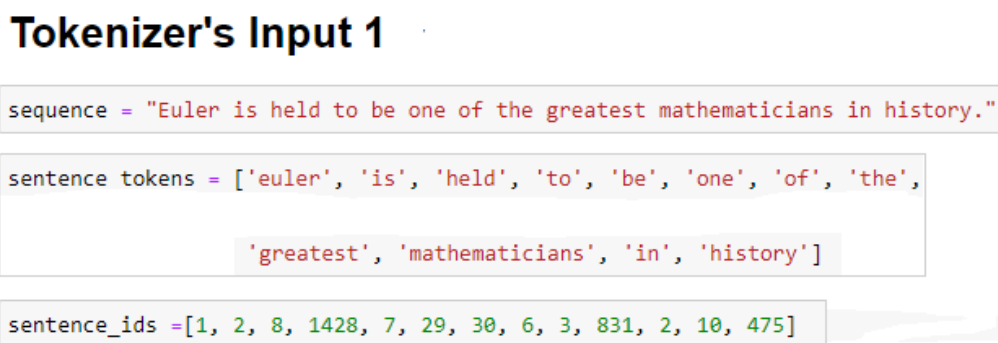 Tokenizer's Input 1
sequence = "Euler is held to be one of the greatest mathematicians in history."
sentence tokens = ['euler', 'is', 'held', 'to', 'be', 'one', 'of', 'the',
'greatest', 'mathematicians', 'in', 'history']
sentence_ids =[1, 2, 8, 1428, 7, 29, 30, 6, 3, 831, 2, 10, 475]